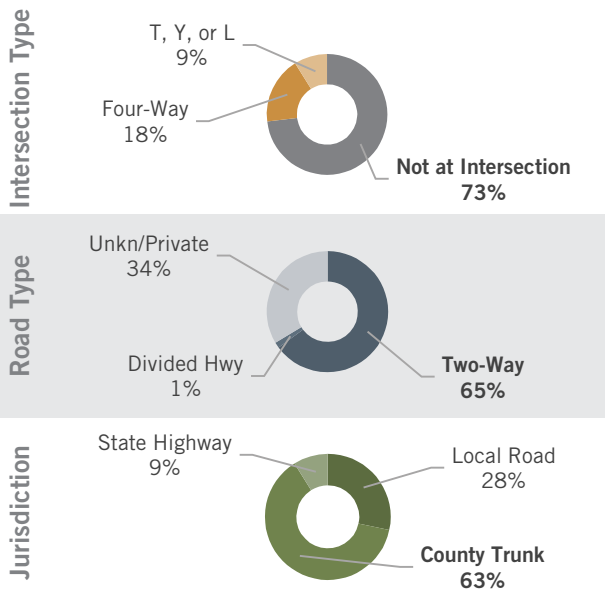 Intersection Type
T, Y, or L
9%
Four-Way
18%
Not at Intersection
73%
Road Type
Unkn/Private
34%
Divided Hwy
1%
Two-Way
65%
Jurisdiction
State Highway
9%
Local Road
28%
County Trunk
63%